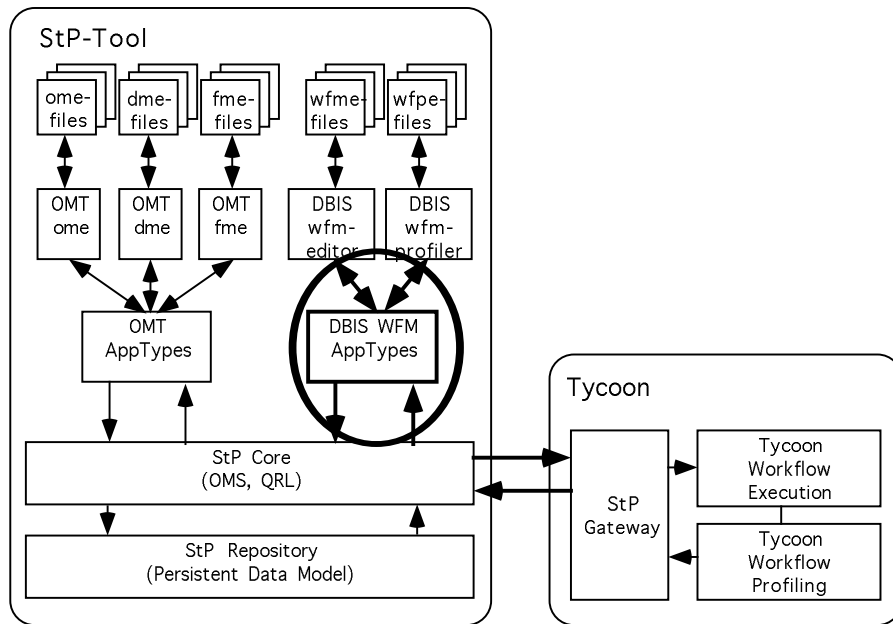 StP-Tool
ome-
files
dme-
files
fme-
files
wfme-
files
wfpe-
files
OMT
ome
OMT
dme
OMT
fme
DBIS
wfm-
editor
DBIS
wfm-
profiler
OMT
AppTypes
DBIS WFM
AppTypes
StP Core
(OMS, QRL)
StP Repository
(Persistent Data Model)
Tycoon
StP
Gateway
Tycoon
Workflow
Execution
Tycoon
Workflow
Profiling